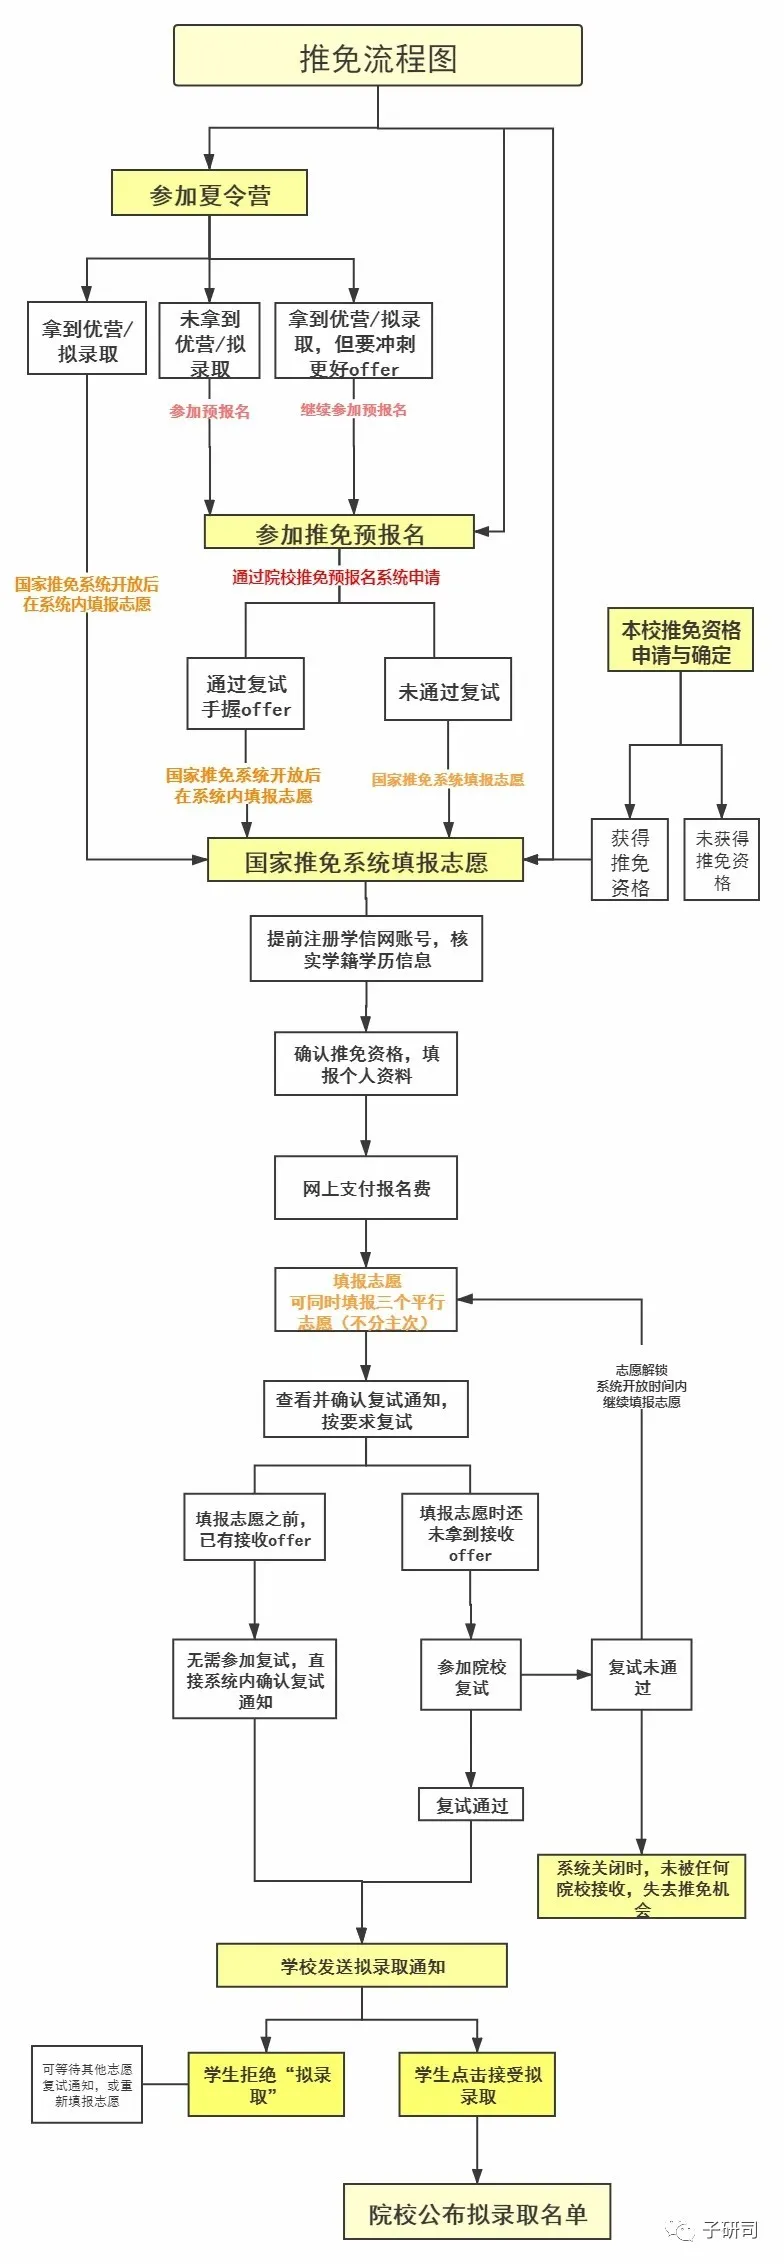 推免流程图
参加夏令营
拿到优营/
拟录取
未拿到
优营/拟
录取
拿到优营/拟录
取，但要冲刺
更好offer
参加预报名
继续参加预报名
参加推免预报名
通过院校推免预报名系统申请
国家推免系统开放后
在系统内填报志愿
本校推免资格
申请与确定
通过复试
手握offer
未通过复试
国家推免系统开放后
在系统内填报志愿
国家推免系统填报志愿
获得
推免
资格
未获得
推免资
格
国家推免系统填报志愿
提前注册学信网账号，核
实学籍学历信息
确认推免资格，填
报个人资料
网上支付报名费
填报志愿
可同时填报三个平行
志愿（不分主次）
志愿解锁
系统开放时间内
继续填报志愿
查看并确认复试通知，
按要求复试
填报志愿之前，
已有接收offer
填报志愿时还
未拿到接收
offer
无需参加复试，直
接系统内确认复试
通知
参加院校
复试
复试未通
过
复试通过
系统关闭时，未被任何
院校接收，失去推免机
会
学校发送拟录取通知
可等待其他志愿
复试通知，或重
新填报志愿
学生拒绝“拟录
取”
学生点击接受拟
录取
院校公布拟录取名单
子研司